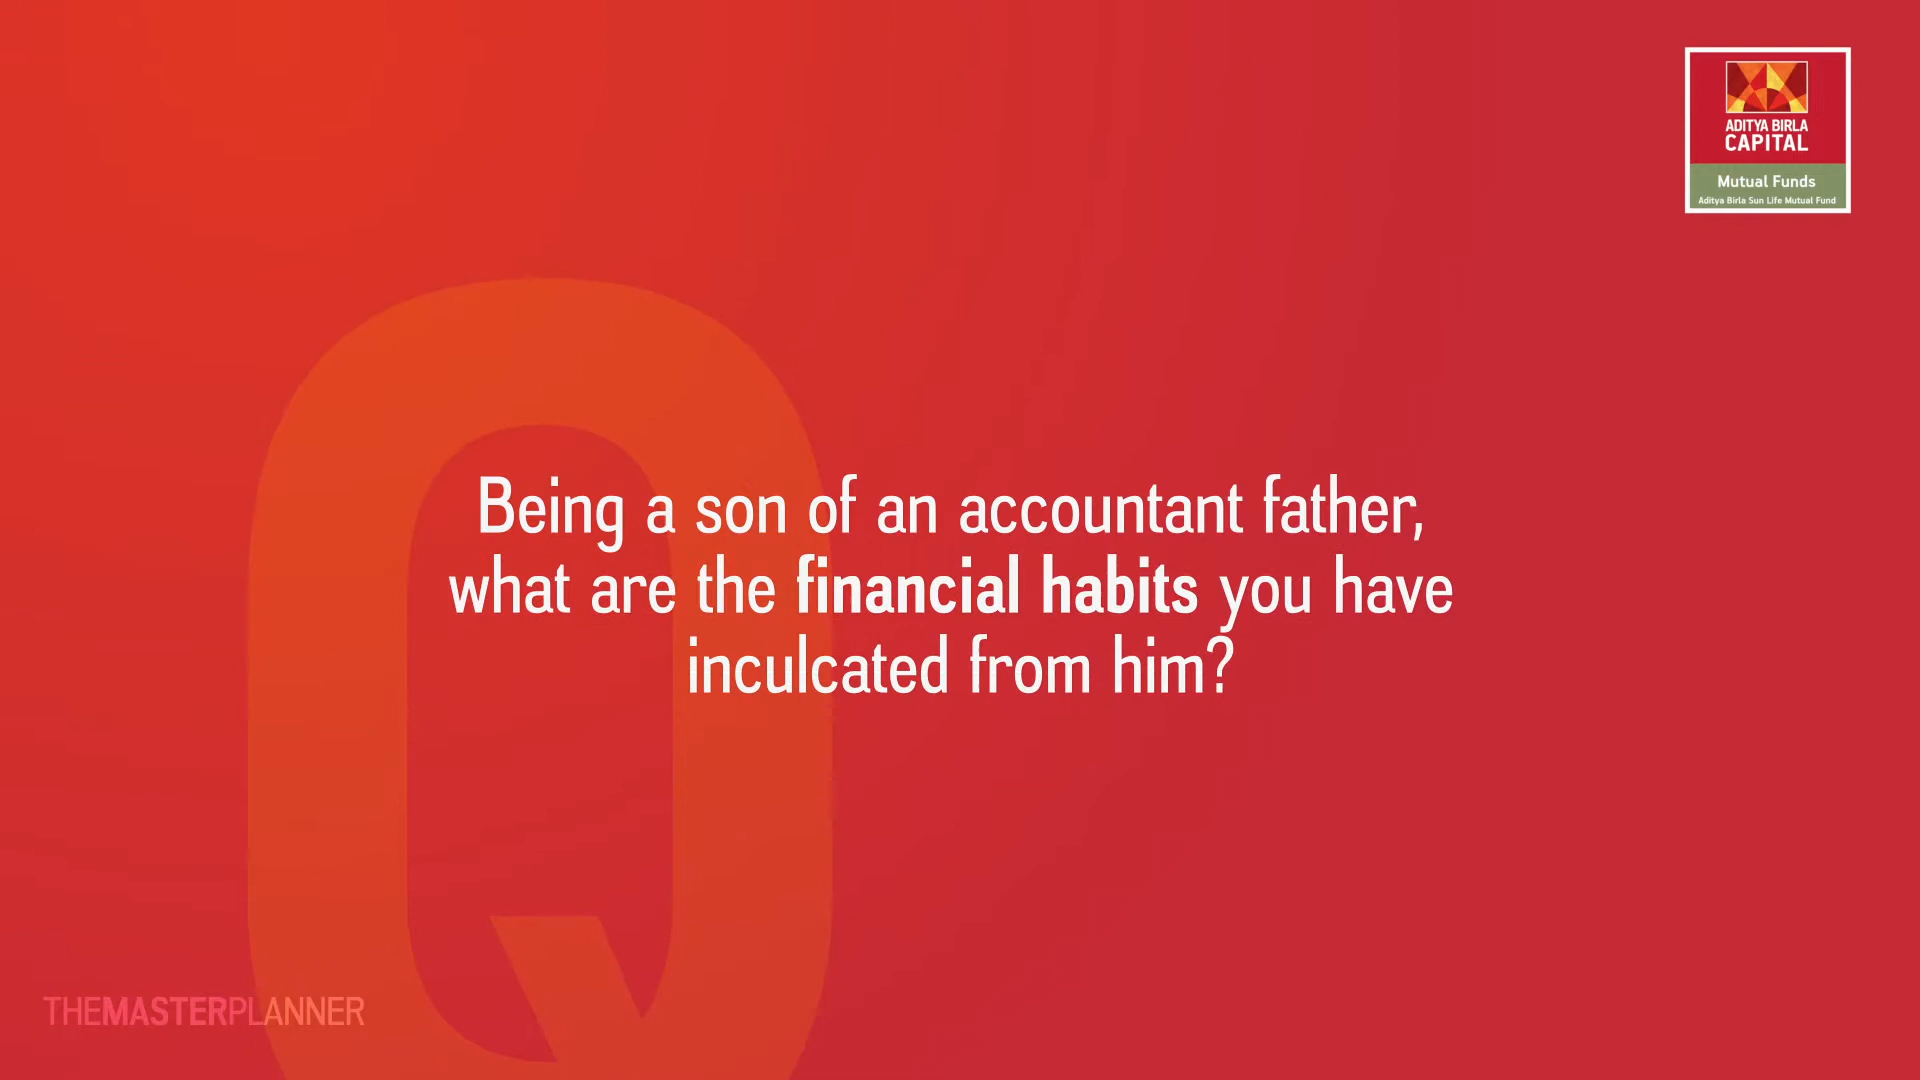 ADITYA BIRLA
CAPITAL
Mutual Funds
Aditya Birla Sun Life Mutual Fund
Being a son of an accountant father,
what are the financial habits you have
inculcated from him?
THEMASTERPLANNER